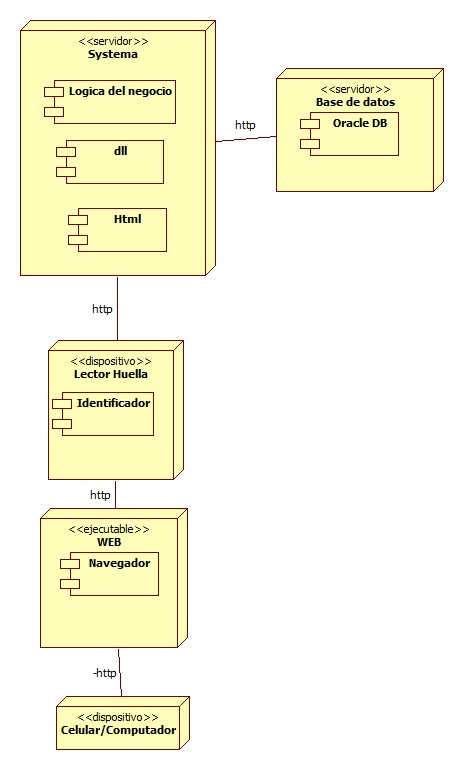 <<servidor>>
Systema
Logica del negocio
dll
Html
http
<<servidor>>
Base de datos
Oracle DB
http
<<dispositivo>>
Lector Huella
Identificador
http
<<ejecutable>>
WEB
Navegador
-http
<<dispositivo>>
Celular/Computador